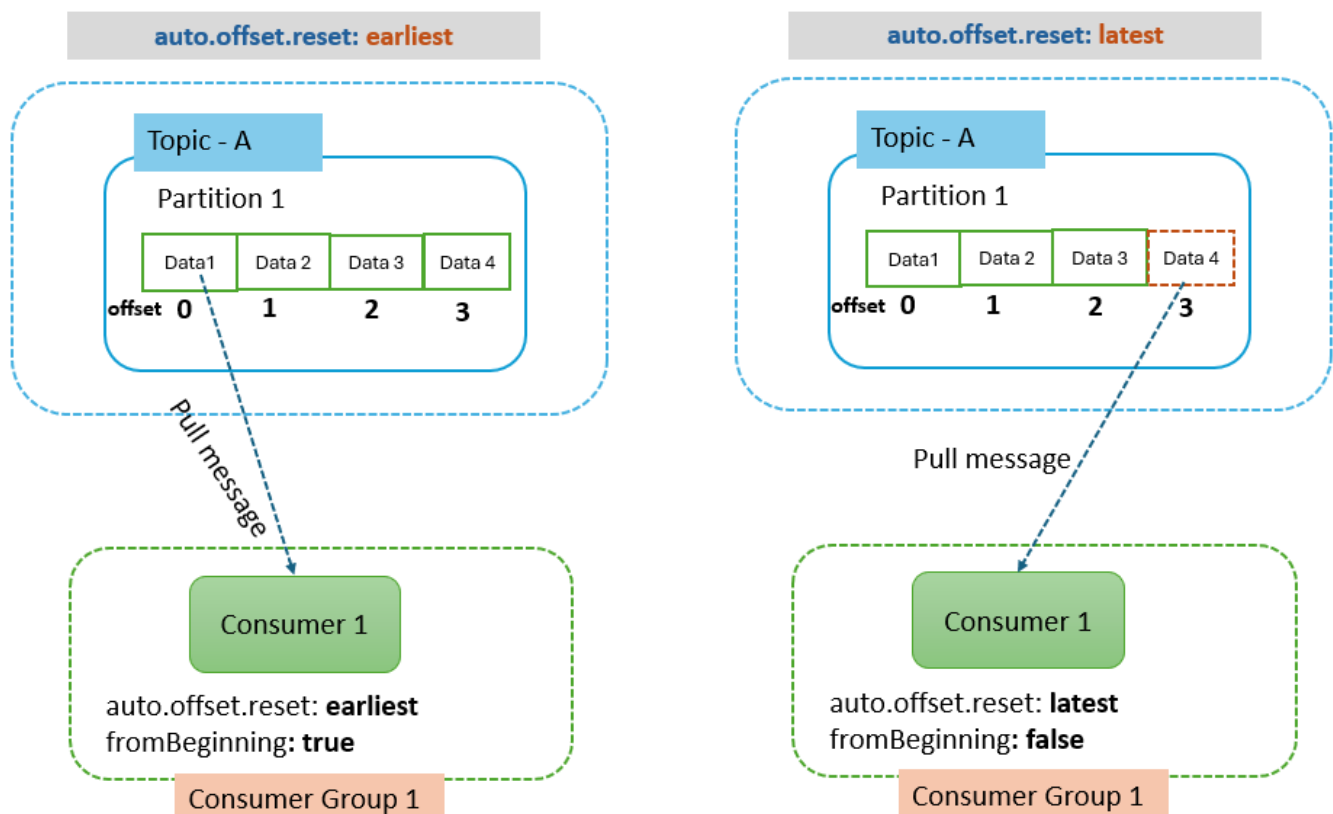 auto.offset.reset: earliest
Topic - A
Partition 1
Data1 Data 2 Data 3 Data 4
offset 0 1 2 3
Pull message
Consumer 1
auto.offset.reset: earliest
fromBeginning: true
Consumer Group 1
auto.offset.reset: latest
Topic - A
Partition 1
Data1 Data 2 Data 3 Data 4
offset 0 1 2 3
Pull message
Consumer 1
auto.offset.reset: latest
fromBeginning: false
Consumer Group 1